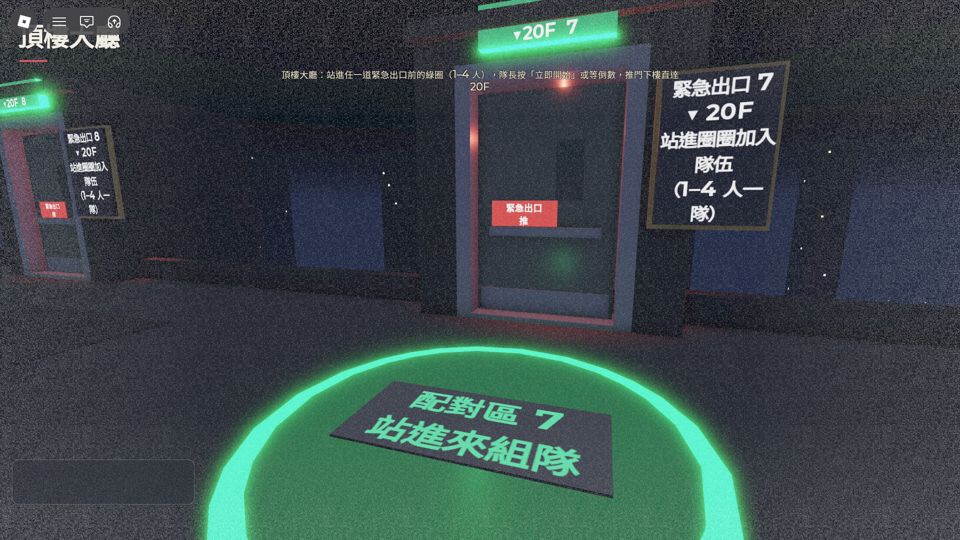 頂樓大廳
頂樓大廳：站進任一道緊急出口前的綠圈（1–4 人），隊長按「立即開始」或等倒數，推門下樓直達
20F
▼20F 7
▼20F 8
緊急出口 8
▼ 20F
站進圈圈加入
隊伍
（1–4 人一
隊）
緊急出口
推
緊急出口 7
▼ 20F
站進圈圈加入
隊伍
（1–4 人一
隊）
緊急出口
推
配對區 7
站進來組隊